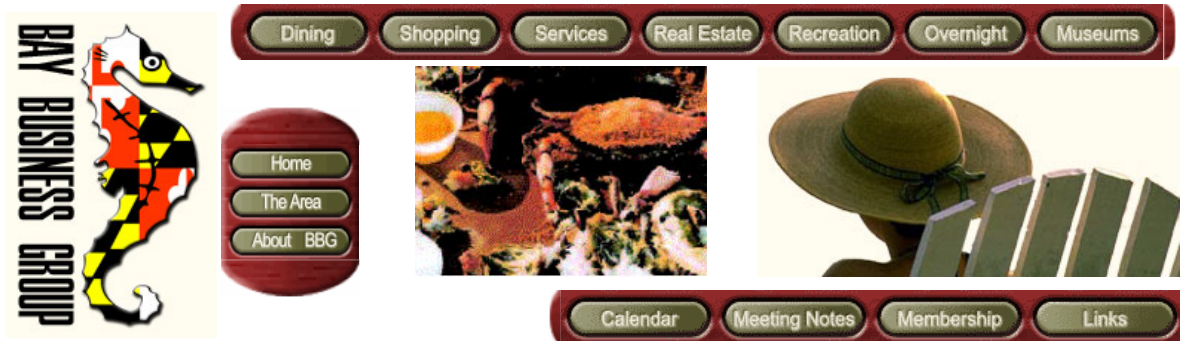 BAY BUSINESS GROUP
Dining Shopping Services Real Estate Recreation Overnight Museums
Home
The Area
About BBG
Calendar Meeting Notes Membership Links